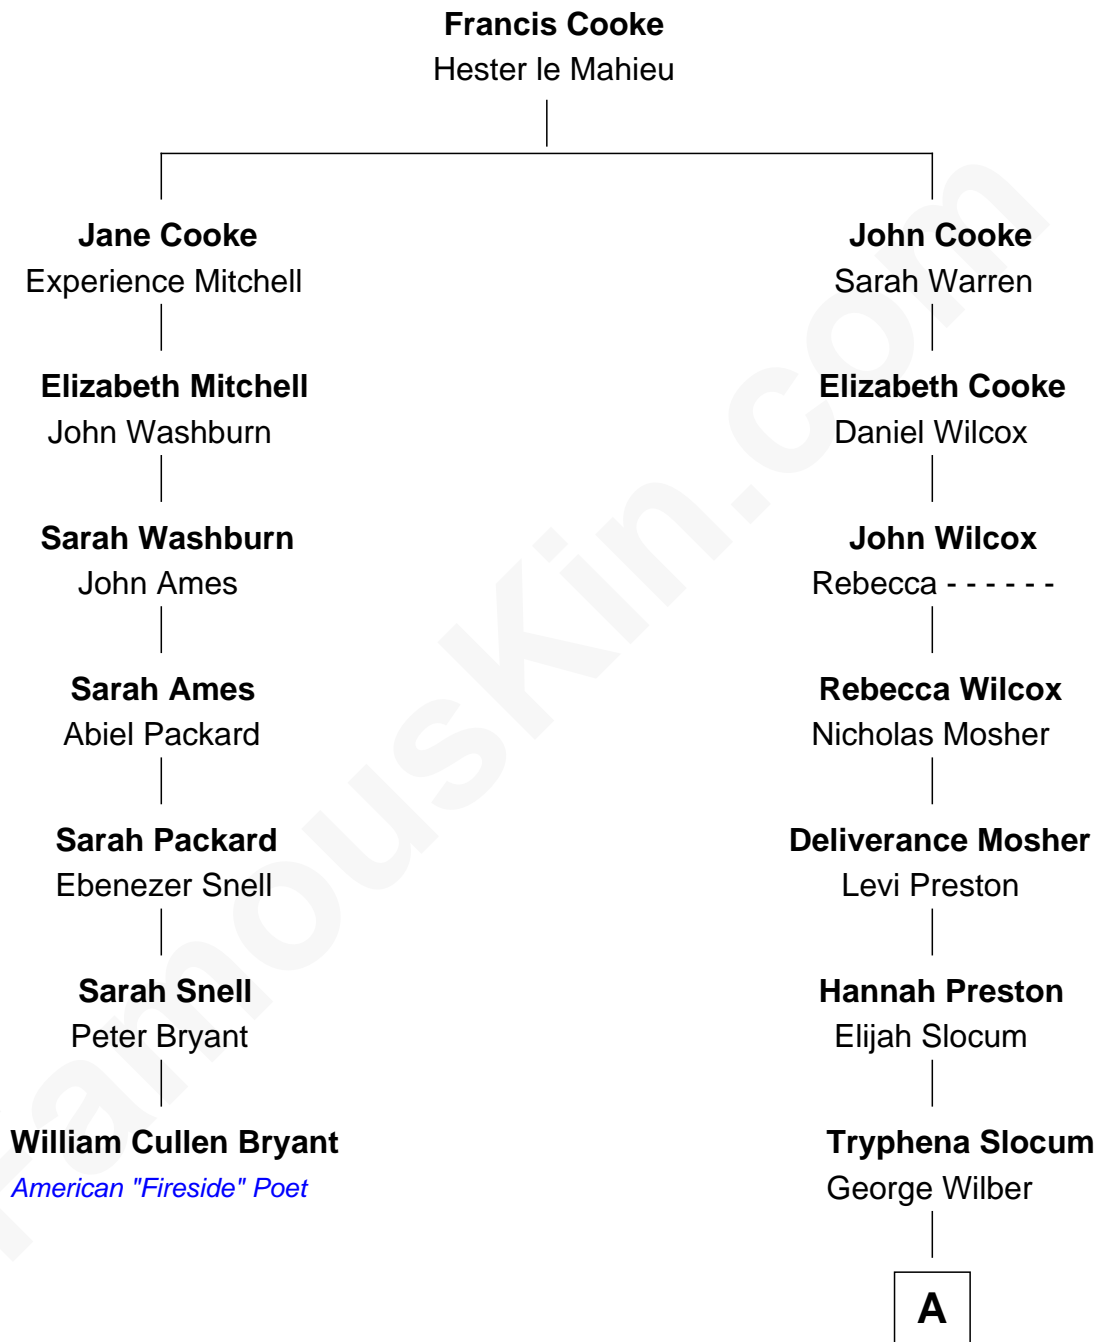 Francis Cooke
Hester le Mahieu
Jane Cooke
Experience Mitchell
Elizabeth Mitchell
John Washburn
Sarah Washburn
John Ames
Sarah Ames
Abiel Packard
Sarah Packard
Ebenezer Snell
Sarah Snell
Peter Bryant
William Cullen Bryant
American "Fireside" Poet
John Cooke
Sarah Warren
Elizabeth Cooke
Daniel Wilcox
John Wilcox
Rebecca - - - - - -
Rebecca Wilcox
Nicholas Mosher
Deliverance Mosher
Levi Preston
Hannah Preston
Elijah Slocum
Tryphena Slocum
George Wilber
A
FamousKin.com